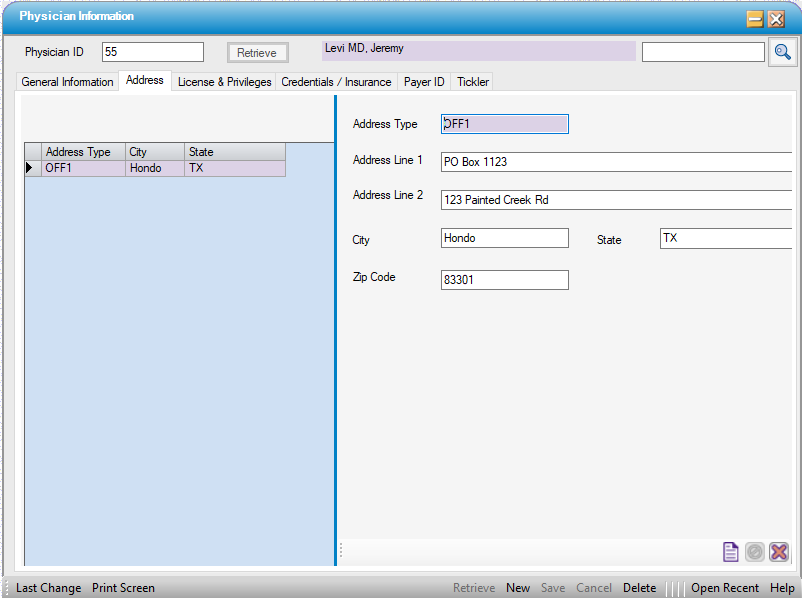 Physician Information
Physician ID 55 Retrieve Levi MD, Jeremy
General Information Address License & Privileges Credentials / Insurance Payer ID Tickler
Address Type City State
OFF1 Hondo TX
Address Type OFF1
Address Line 1 PO Box 1123
Address Line 2 123 Painted Creek Rd
City Hondo State TX
Zip Code 83301
Last Change Print Screen Retrieve New Save Cancel Delete Open Recent Help